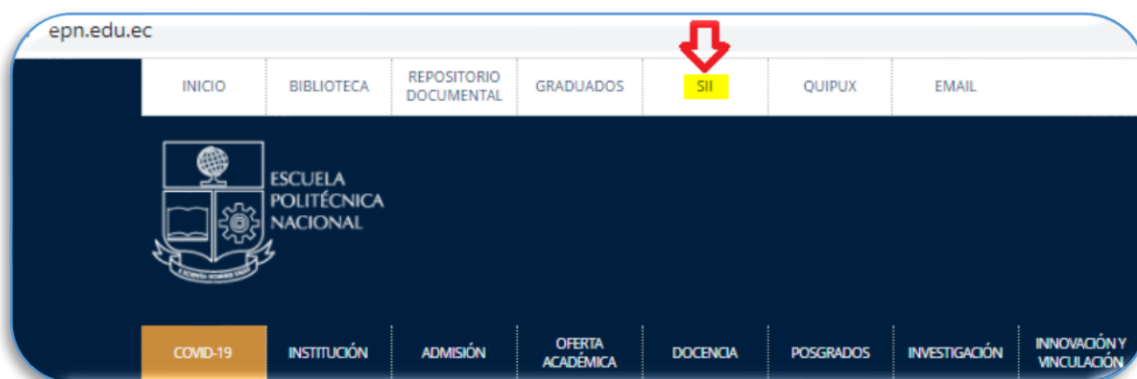 epn.edu.ec
INICIO
BIBLIOTECA
REPOSITORIO
DOCUMENTAL
GRADUADOS
SII
QUIPUX
EMAIL
ESCUELA
POLITÉCNICA
NACIONAL
COVID-19
INSTITUCIÓN
ADMISIÓN
OFERTA
ACADÉMICA
DOCENCIA
POSGRADOS
INVESTIGACIÓN
INNOVACIÓN Y
VINCULACIÓN